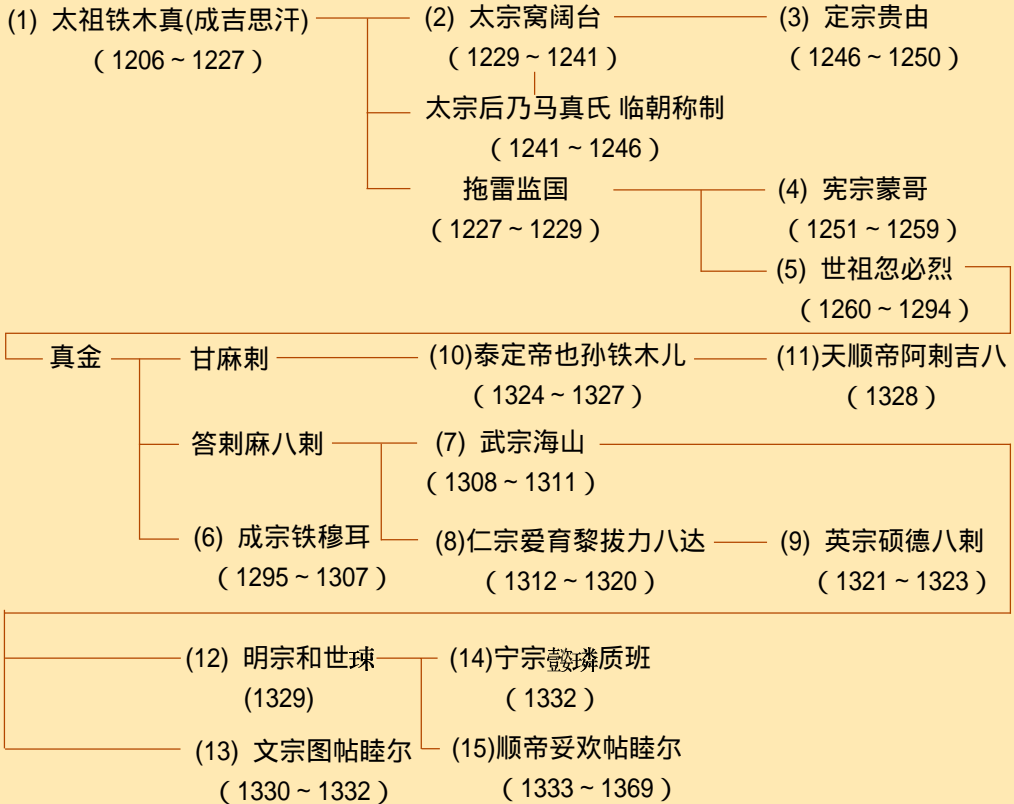 (1) 太祖铁木真(成吉思汗)
(1206 ~ 1227)
(2) 太宗窝阔台
(1229 ~ 1241)
(3) 定宗贵由
(1246 ~ 1250)
太宗后乃马真氏 临朝称制
(1241 ~ 1246)
拖雷监国
(1227 ~ 1229)
(4) 宪宗蒙哥
(1251 ~ 1259)
(5) 世祖忽必烈
(1260 ~ 1294)
真金
甘麻剌
(10)泰定帝也孙铁木儿
(1324 ~ 1327)
(11)天顺帝阿剌吉八
(1328)
答剌麻八剌
(7) 武宗海山
(1308 ~ 1311)
(6) 成宗铁穆耳
(1295 ~ 1307)
(8)仁宗爱育黎拔力八达
(1312 ~ 1320)
(9) 英宗硕德八剌
(1321 ~ 1323)
(12) 明宗和世㻋
(1329)
(14)宁宗懿璘质班
(1332)
(13) 文宗图帖睦尔
(1330 ~ 1332)
(15)顺帝妥欢帖睦尔
(1333 ~ 1369)